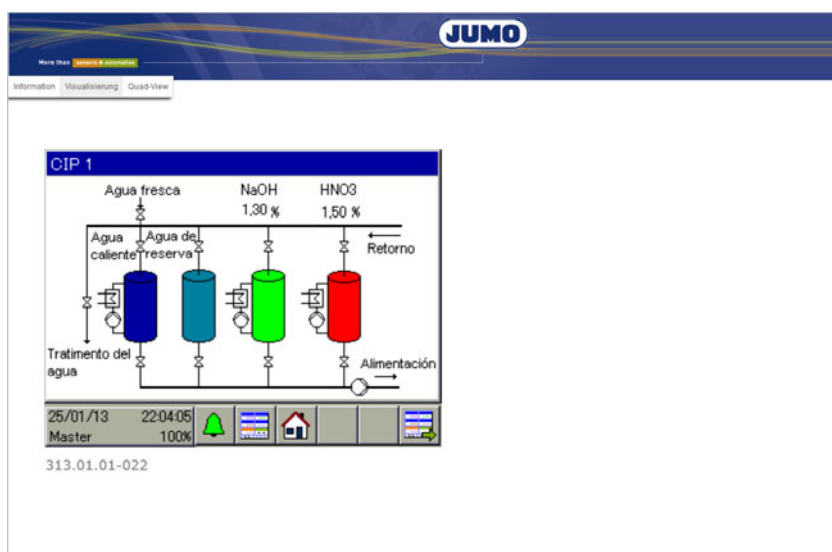 JUMO
More than sensors + automation
Information Visualisierung Quad-View
CIP 1
Agua fresca
NaOH
1,30 %
HNO3
1,50 %
Retorno
Agua
caliente
Agua de
reserva
Tratimento del
agua
Alimentación
25/01/13 22:04:05
Master 100%
313.01.01-022